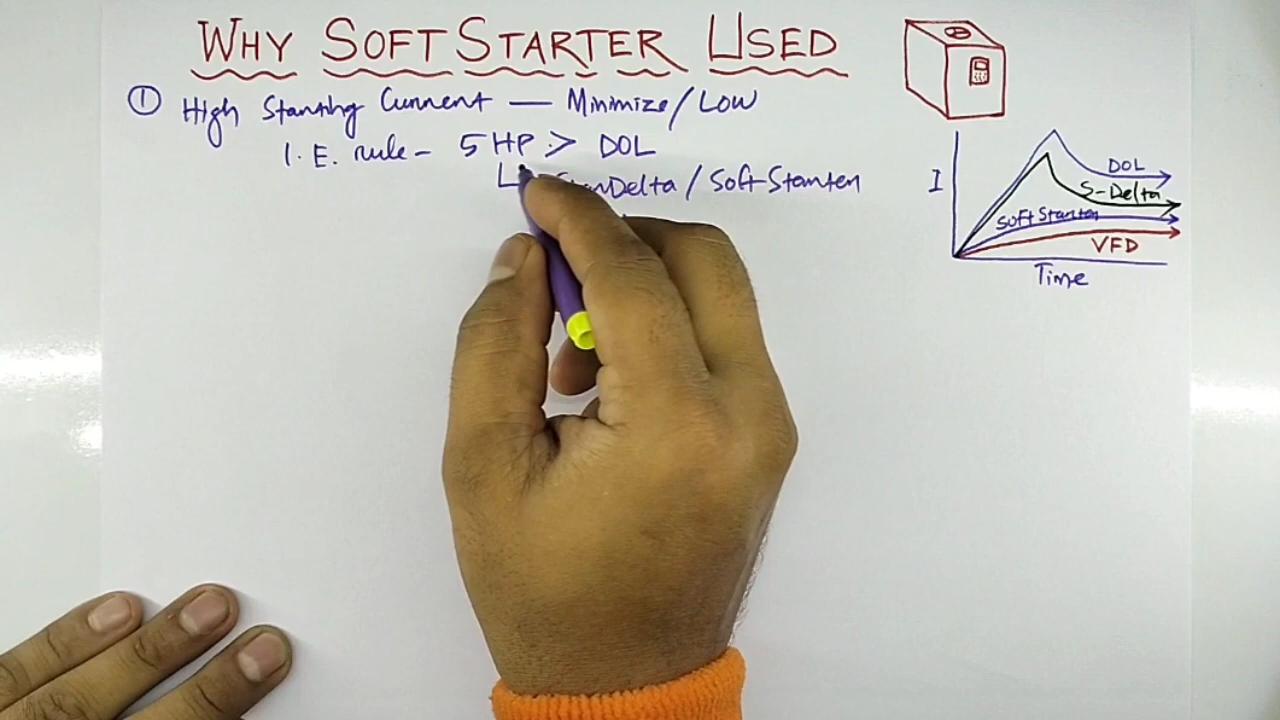 WHY SOFT STARTER USED
① High Starting Current — Minimize/Low
I.E. rule - 5 HP > DOL
Delta / Soft Starter
I
DOL
S-Delta
Soft Starter
VFD
Time